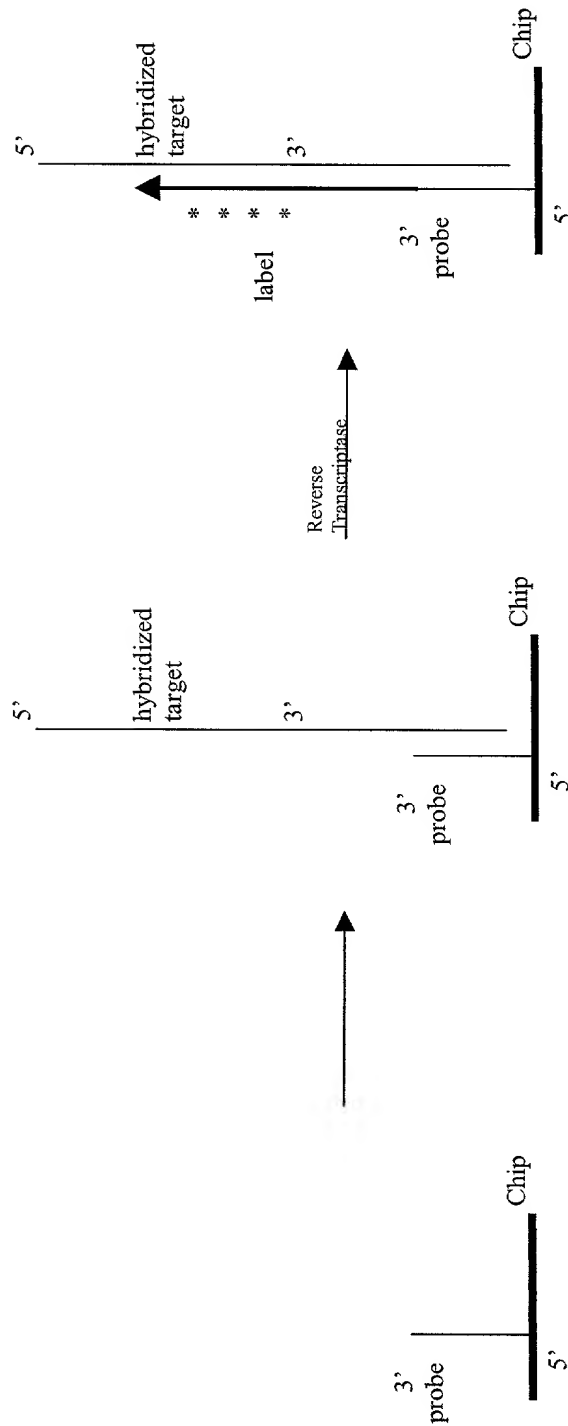 3’
probe
5’
Chip
3’
probe
5’
5’
hybridized
target
3’
Chip
Reverse
Transcriptase
label
* * * *
3’
probe
5’
5’
hybridized
target
3’
Chip